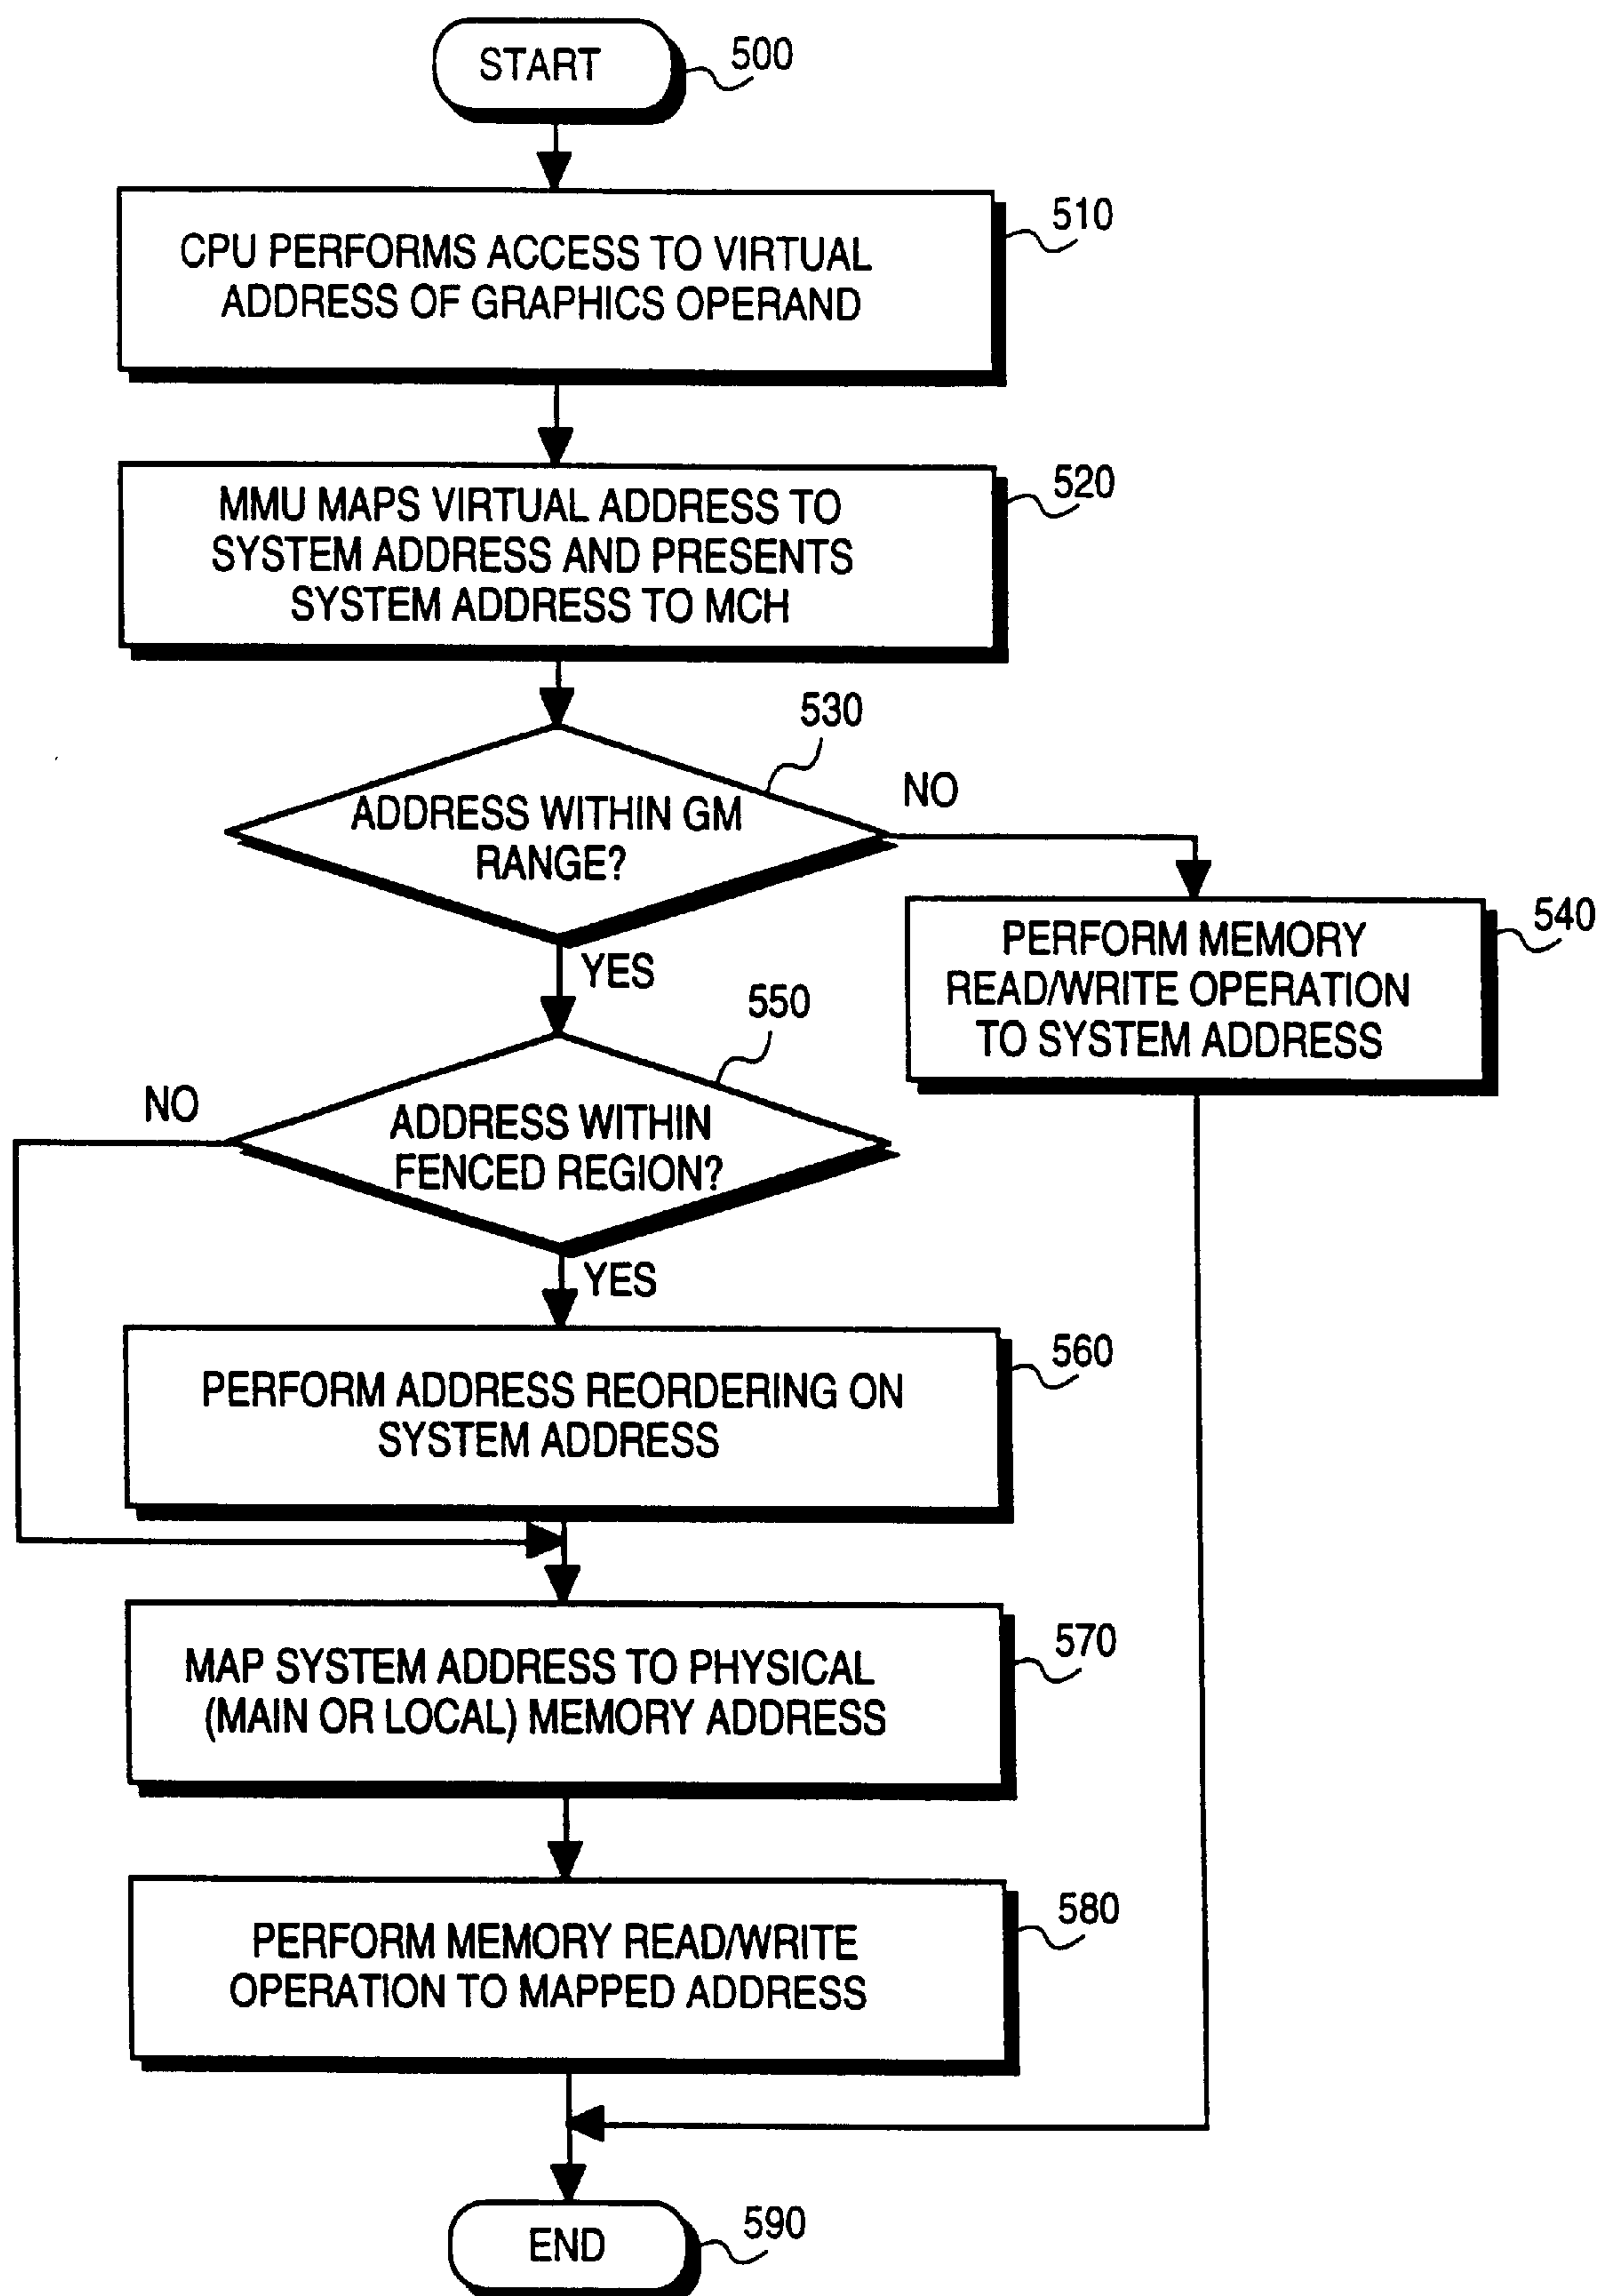 START
500
CPU PERFORMS ACCESS TO VIRTUAL
ADDRESS OF GRAPHICS OPERAND
510
MMU MAPS VIRTUAL ADDRESS TO
SYSTEM ADDRESS AND PRESENTS
SYSTEM ADDRESS TO MCH
520
530
ADDRESS WITHIN GM
RANGE?
NO
YES
PERFORM MEMORY
READ/WRITE OPERATION
TO SYSTEM ADDRESS
540
550
ADDRESS WITHIN
FENCED REGION?
NO
YES
PERFORM ADDRESS REORDERING ON
SYSTEM ADDRESS
560
MAP SYSTEM ADDRESS TO PHYSICAL
(MAIN OR LOCAL) MEMORY ADDRESS
570
PERFORM MEMORY READ/WRITE
OPERATION TO MAPPED ADDRESS
580
END
590